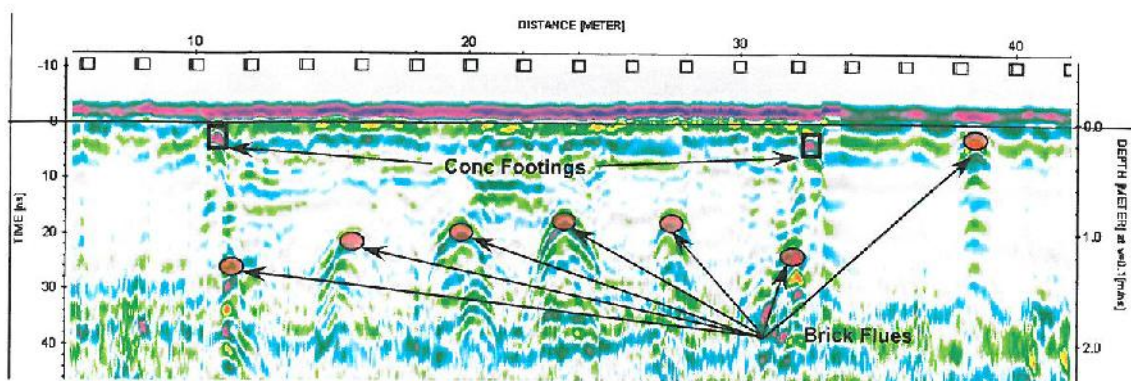 DISTANCE [METER]
10 20 30 40
-10
0
10
20
30
40
TIME [ns]
0.0
1.0
2.0
DEPTH [METER] at v=0.1 [m/ns]
Conc Footings
Brick Flues